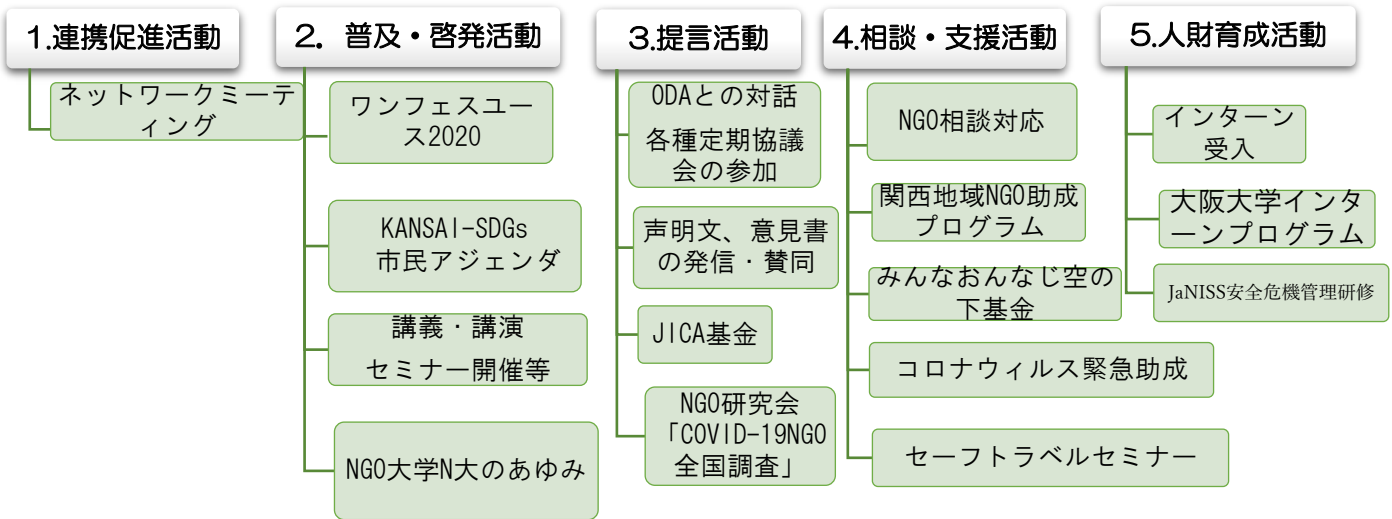 1.連携促進活動
ネットワークミーテ
ィング
2. 普及・啓発活動
ワンフェスユー
ス2020
KANSAI-SDGs
市民アジェンダ
講義・講演
セミナー開催等
NGO大学N大のあゆみ
3.提言活動
ODAとの対話
各種定期協議
会の参加
声明文、意見書
の発信・賛同
JICA基金
NGO研究会
「COVID-19NGO
全国調査」
4.相談・支援活動
NGO相談対応
関西地域NGO助成
プログラム
みんなおんなじ空の
下基金
コロナウィルス緊急助成
セーフトラベルセミナー
5.人財育成活動
インターン
受入
大阪大学インタ
ーンプログラム
JaNISS安全危機管理研修